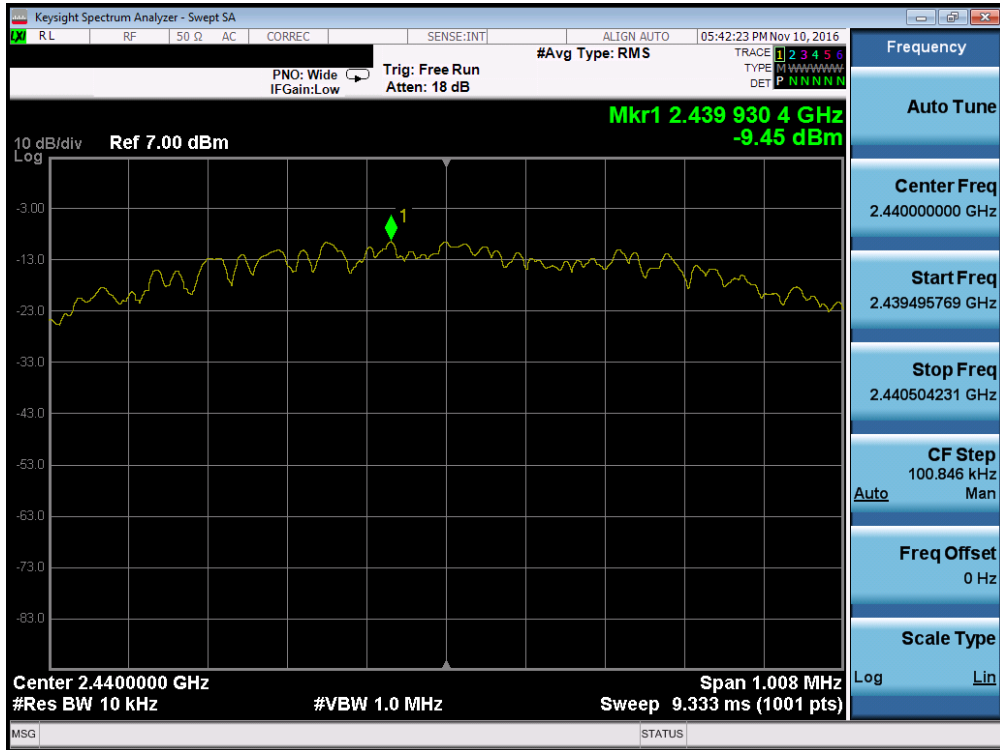 Keysight Spectrum Analyzer - Swept SA
LXI RL RF 50 Ω AC CORREC SENSE:INT ALIGN AUTO 05:42:23 PM Nov 10, 2016
PNO: Wide
IFGain:Low
Trig: Free Run
Atten: 18 dB
#Avg Type: RMS
TRACE 1 2 3 4 5 6
TYPE M WWWWW
DET P N N N N N
Mkr1 2.439 930 4 GHz
-9.45 dBm
10 dB/div Ref 7.00 dBm
Log
1
-3.00
-13.0
-23.0
-33.0
-43.0
-53.0
-63.0
-73.0
-83.0
Center 2.4400000 GHz Span 1.008 MHz
#Res BW 10 kHz #VBW 1.0 MHz Sweep 9.333 ms (1001 pts)
MSG STATUS
Frequency
Auto Tune
Center Freq
2.440000000 GHz
Start Freq
2.439495769 GHz
Stop Freq
2.440504231 GHz
CF Step
100.846 kHz
Auto Man
Freq Offset
0 Hz
Scale Type
Log Lin